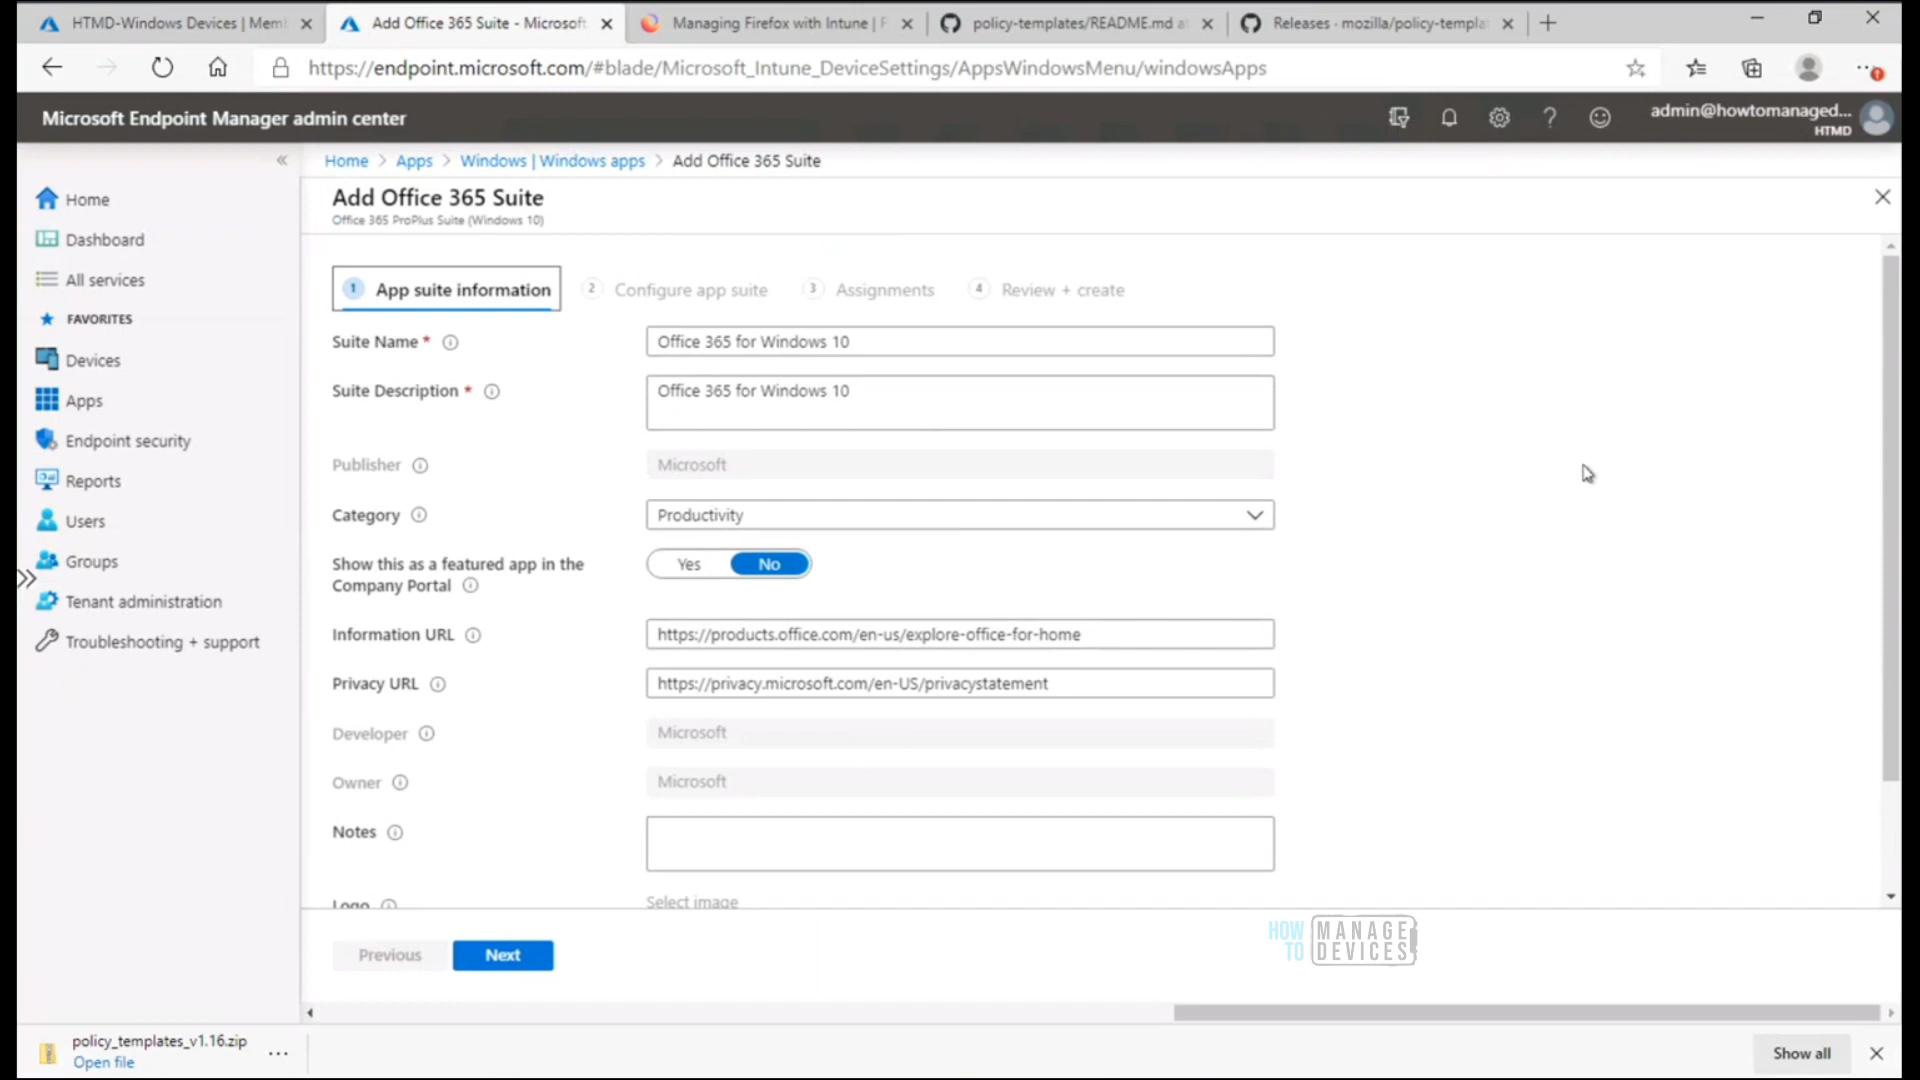 HTMD-Windows Devices | Mem
Add Office 365 Suite - Microsoft
Managing Firefox with Intune | F
policy-templates/README.md a
Releases · mozilla/policy-templa
https://endpoint.microsoft.com/#blade/Microsoft_Intune_DeviceSettings/AppsWindowsMenu/windowsApps
Microsoft Endpoint Manager admin center
admin@howtomanaged...
HTMD
Home > Apps > Windows | Windows apps > Add Office 365 Suite
Add Office 365 Suite
Office 365 ProPlus Suite (Windows 10)
Home
Dashboard
All services
FAVORITES
Devices
Apps
Endpoint security
Reports
Users
Groups
Tenant administration
Troubleshooting + support
1 App suite information
2 Configure app suite
3 Assignments
4 Review + create
Suite Name *
Office 365 for Windows 10
Suite Description *
Office 365 for Windows 10
Publisher
Microsoft
Category
Productivity
Show this as a featured app in the
Company Portal
Yes No
Information URL
https://products.office.com/en-us/explore-office-for-home
Privacy URL
https://privacy.microsoft.com/en-US/privacystatement
Developer
Microsoft
Owner
Microsoft
Notes
Logo
Select image
Previous
Next
HOW TO
MANAGE DEVICES
policy_templates_v1.16.zip
Open file
Show all